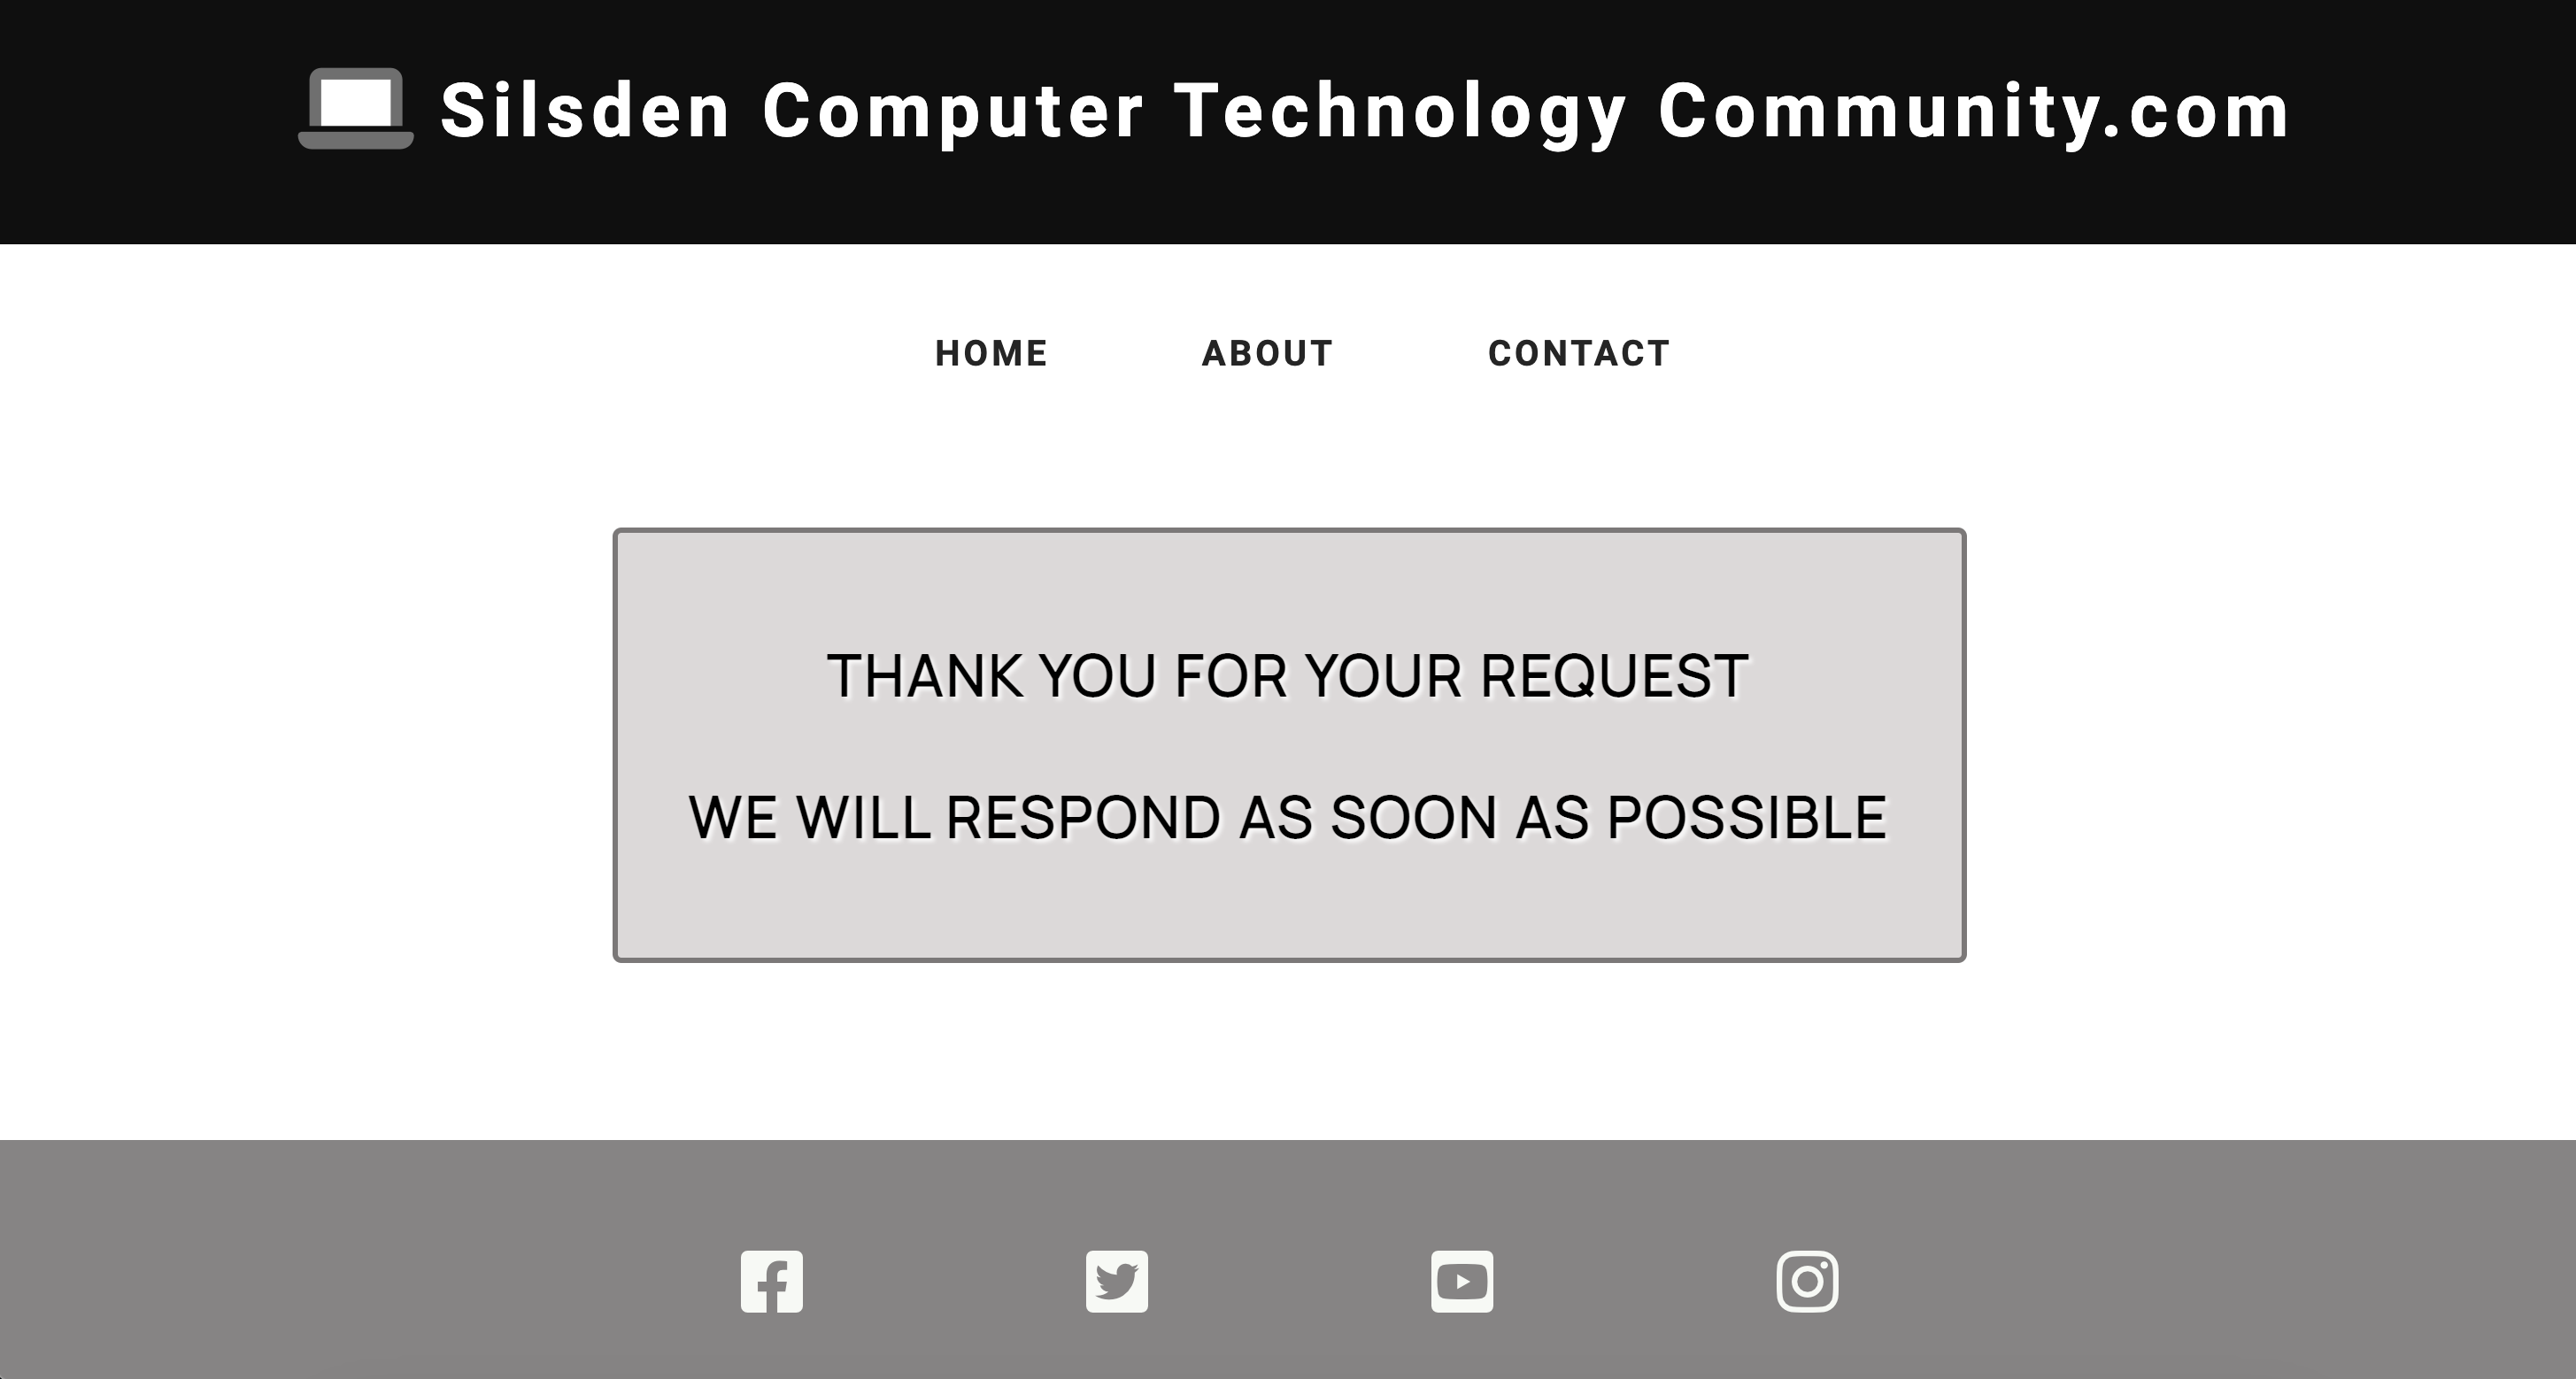 Silsden Computer Technology Community.com
HOME ABOUT CONTACT
THANK YOU FOR YOUR REQUEST
WE WILL RESPOND AS SOON AS POSSIBLE